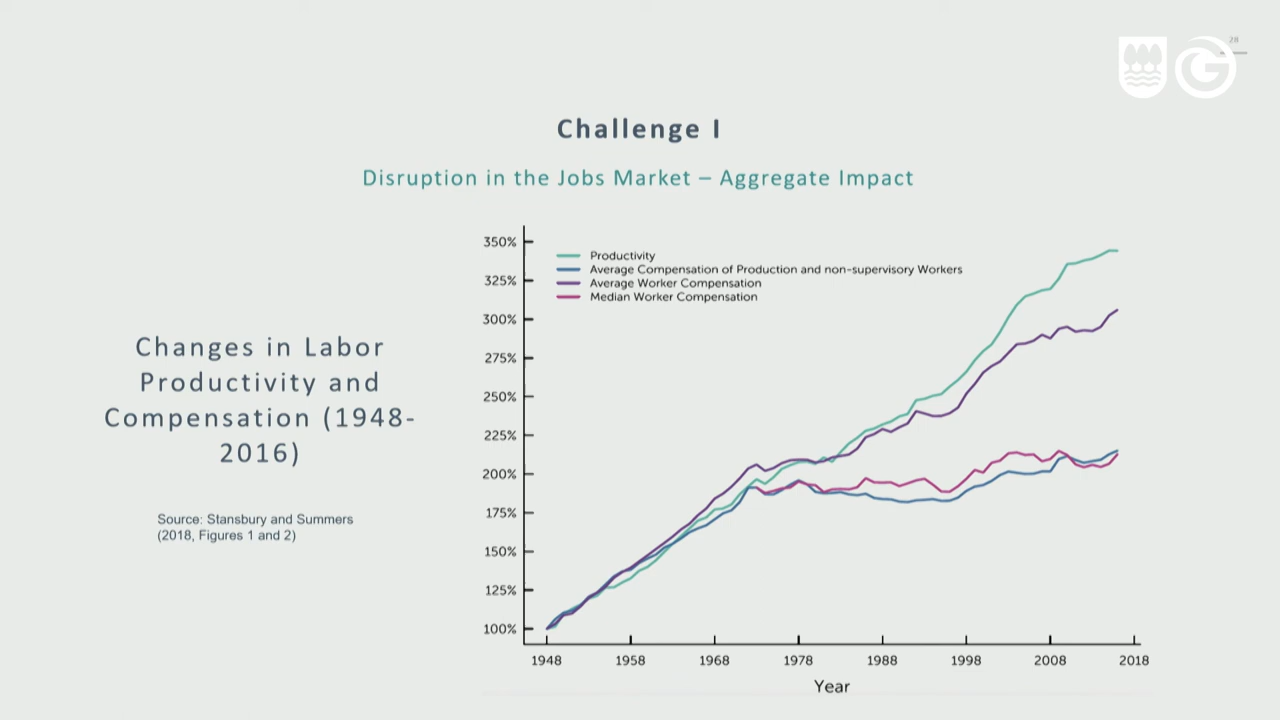 28
Challenge I
Disruption in the Jobs Market – Aggregate Impact
Changes in Labor
Productivity and
Compensation (1948-
2016)
Source: Stansbury and Summers
(2018, Figures 1 and 2)
350%
325%
300%
275%
250%
225%
200%
175%
150%
125%
100%
Productivity
Average Compensation of Production and non-supervisory Workers
Average Worker Compensation
Median Worker Compensation
1948 1958 1968 1978 1988 1998 2008 2018
Year